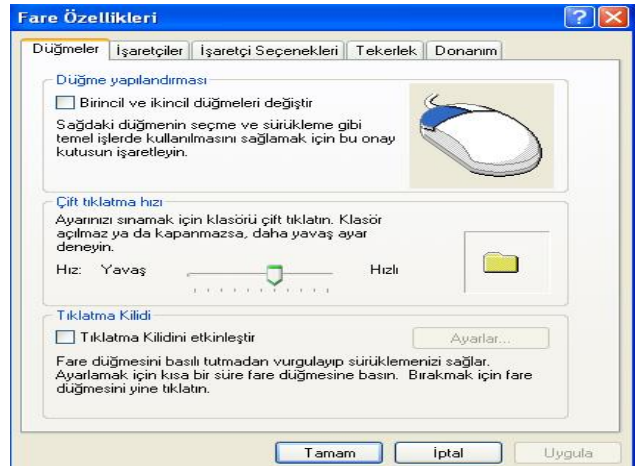 Fare Özellikleri
Düğmeler İşaretçiler İşaretçi Seçenekleri Tekerlek Donanım
Düğme yapılandırması
Birincil ve ikincil düğmeleri değiştir
Sağdaki düğmenin seçme ve sürükleme gibi
temel işlerde kullanılmasını sağlamak için bu onay
kutusun işaretleyin.
Çift tıklatma hızı
Ayarınızı sınamak için klasörü çift tıklatın. Klasör
açılmaz ya da kapanmazsa, daha yavaş ayar
deneyin.
Hız: Yavaş Hızlı
Tıklatma Kilidi
Tıklatma Kilidini etkinleştir Ayarlar...
Fare düğmesini basılı tutmadan vurgulayıp sürüklemenizi sağlar.
Ayarlamak için kısa bir süre fare düğmesine basın. Bırakmak için fare
düğmesini yine tıklatın.
Tamam İptal Uygula